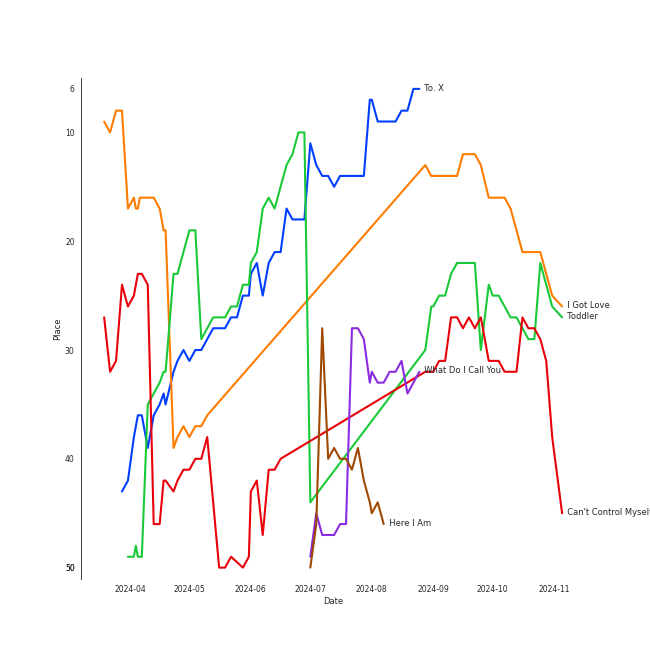 6
To. X
10
20
I Got Love
Toddler
Place
30
What Do I Call You
40
Can't Control Mysel
Here I Am
50
2024-04 2024-05 2024-06 2024-07 2024-08 2024-09 2024-10 2024-11
Date